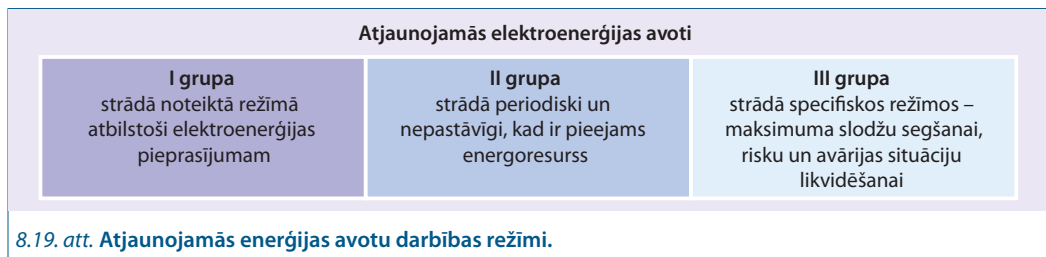 Atjaunojamās elektroenerģijas avoti
I grupa
strādā noteiktā režīmā
atbilstoši elektroenerģijas
pieprasījumam
II grupa
strādā periodiski un
nepastāvīgi, kad ir pieejams
energoresurss
III grupa
strādā specifiskos režīmos –
maksimuma slodžu segšanai,
risku un avārijas situāciju
likvidēšanai
8.19. att. Atjaunojamās enerģijas avotu darbības režīmi.